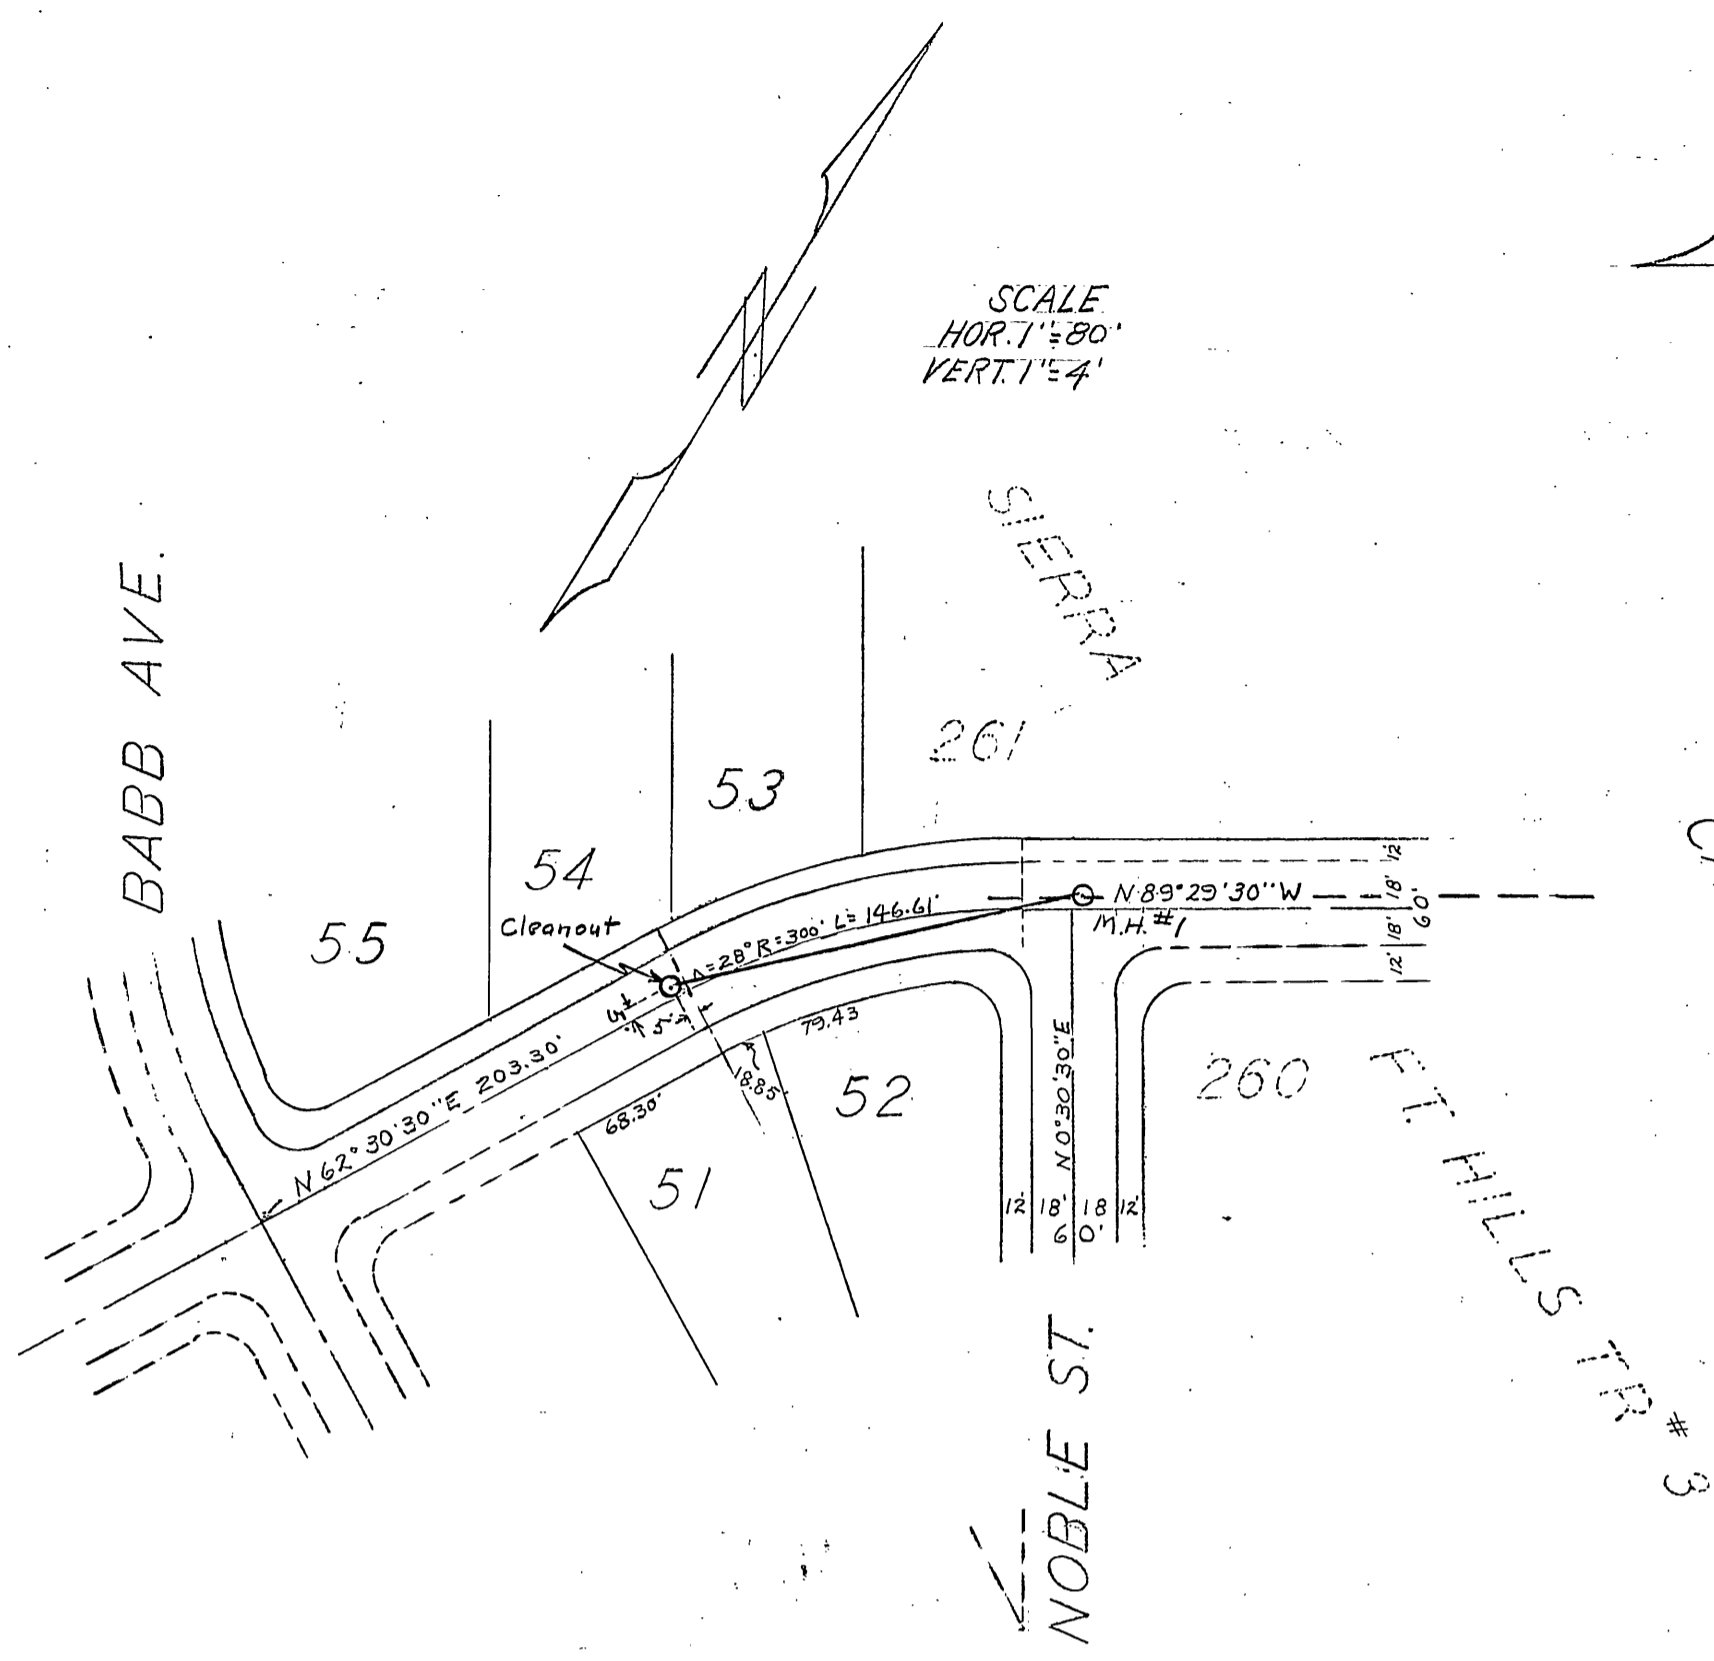 N
SCALE
HOR. 1"=80'
VERT. 1"=4'
SIERRA
BABB AVE.
261
53
54
Cleanout
55
Δ=28° R=300' L=146.61'
N 89°29'30" W
M.H. #1
12'
18'
60'
18'
12'
5'
5'
79.43
N 62°30'30" E 203.30'
18.85
68.30'
52
51
N 0°30'30" E
260
FT. HILLS TR # 3
12'
18'
18
12'
60'
NOBLE ST.